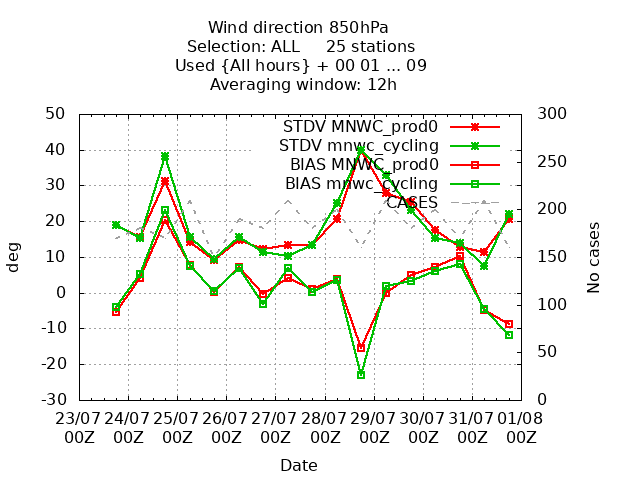 Wind direction 850hPa
Selection: ALL 25 stations
Used {All hours} + 00 01 ... 09
Averaging window: 12h
STDV MNWC_prod0
STDV mnwc_cycling
BIAS MNWC_prod0
BIAS mnwc_cycling
CASES
50
40
30
20
10
0
-10
-20
-30
deg
300
250
200
150
100
50
0
No cases
23/07 24/07 25/07 26/07 27/07 28/07 29/07 30/07 31/07 01/08
00Z 00Z 00Z 00Z 00Z 00Z 00Z 00Z 00Z 00Z
Date